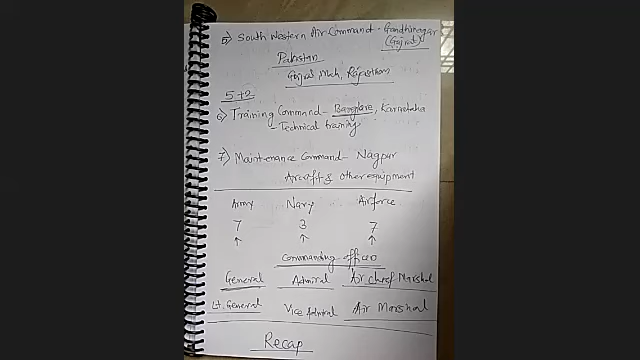 5) South Western Air Command - Gandhinagar
(Gujrat)
Pakistan
Gujrat, Mah, Rajasthan
5+2
6) Training Command - Banglore, Karnataka
- Technical training
7) Maintenance Command - Nagpur
Aircraft & other equipment
Army Navy Airforce
7 3 7
Commanding officer
General Admiral Air Chief Marshal
Lt. General Vice Admiral Air Marshal
Recap